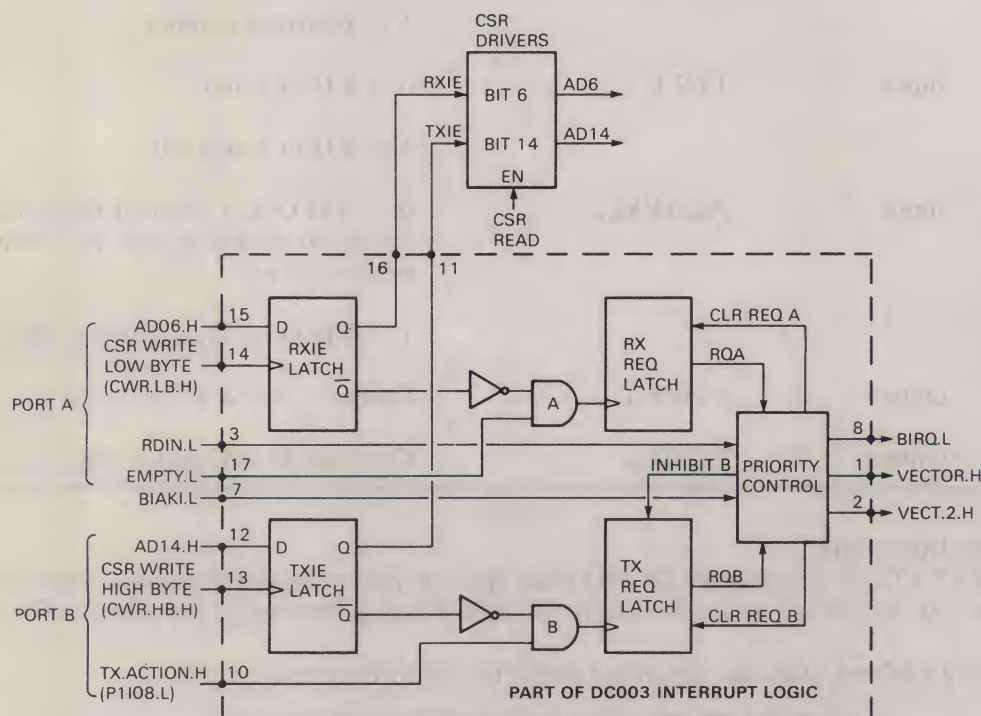 CSR
DRIVERS
RXIE
BIT 6
AD6
TXIE
BIT 14
AD14
EN
CSR
READ
16
11
AD06.H
15
D
Q
CSR WRITE
LOW BYTE
(CWR.LB.H)
14
RXIE
LATCH
Q
PORT A
RDIN.L
3
EMPTY.L
17
BIAKI.L
7
A
RX
REQ
LATCH
CLR REQ A
RQA
INHIBIT B
PRIORITY
CONTROL
8
BIRQ.L
1
VECTOR.H
2
VECT.2.H
AD14.H
12
D
Q
CSR WRITE
HIGH BYTE
(CWR.HB.H)
13
TXIE
LATCH
Q
PORT B
TX.ACTION.H
(P1I08.L)
10
B
TX
REQ
LATCH
RQB
CLR REQ B
PART OF DC003 INTERRUPT LOGIC